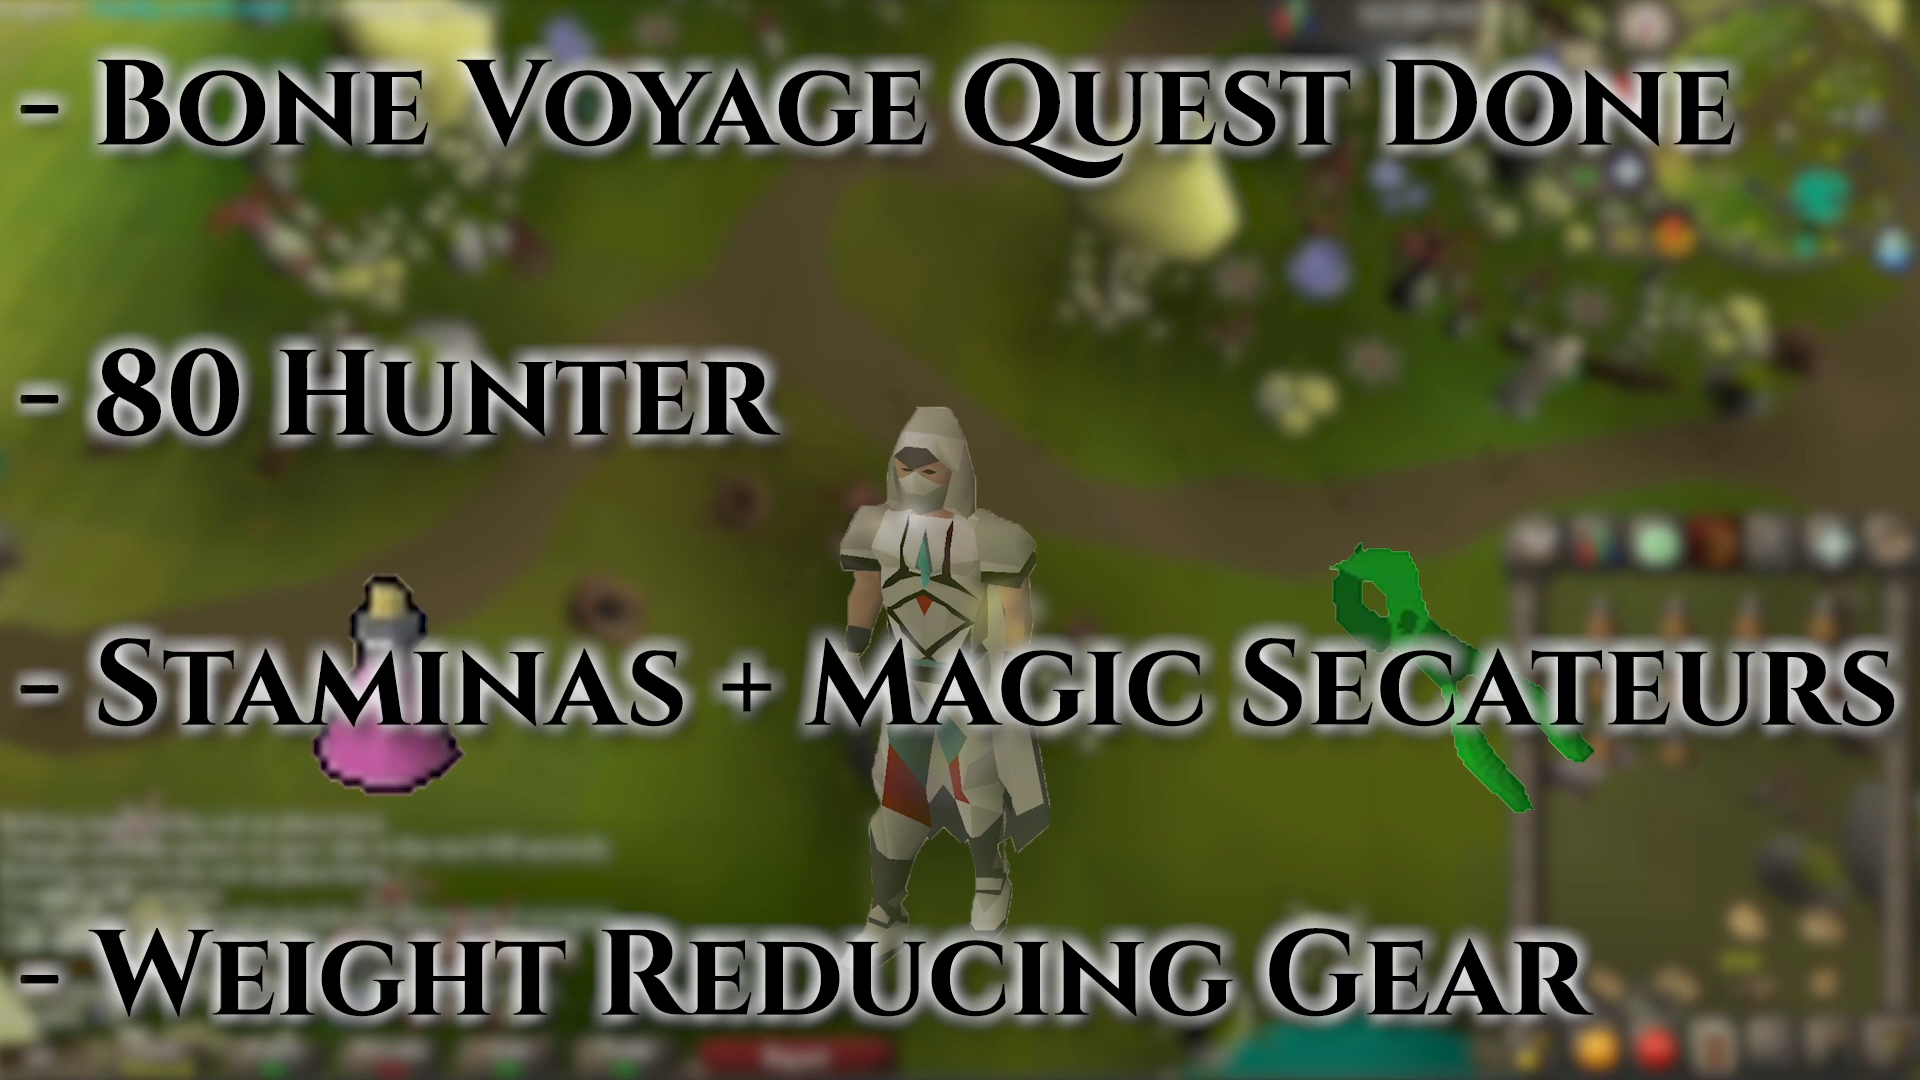 - Bone Voyage Quest Done
- 80 Hunter
- Staminas + Magic Secateurs
- Weight Reducing Gear